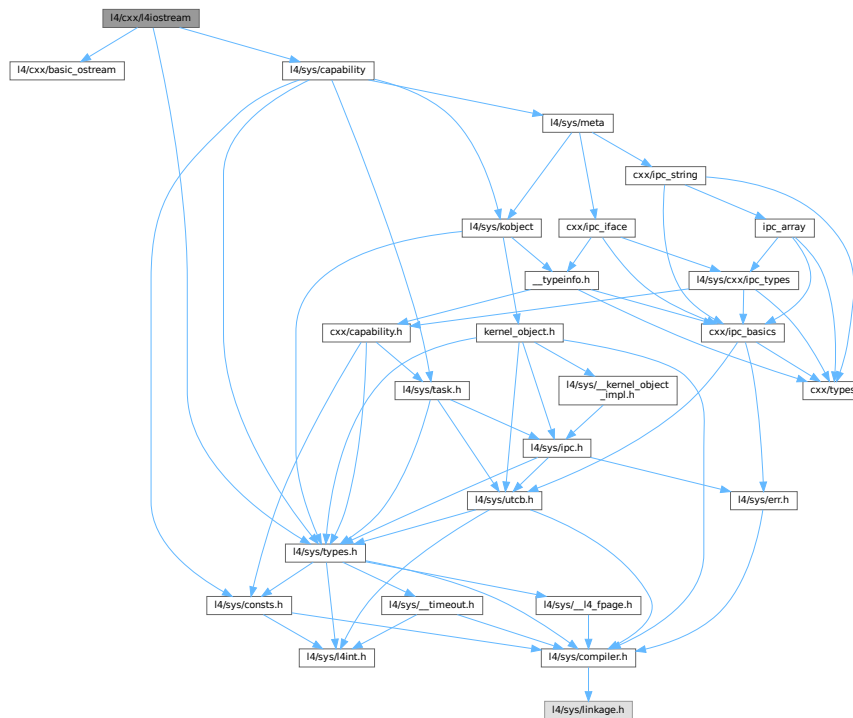 l4/cxx/l4iostream
l4/cxx/basic_ostream
l4/sys/capability
l4/sys/meta
cxx/ipc_string
l4/sys/kobject
cxx/ipc_iface
ipc_array
__typeinfo.h
l4/sys/cxx/ipc_types
cxx/capability.h
kernel_object.h
cxx/ipc_basics
l4/sys/task.h
l4/sys/__kernel_object
_impl.h
cxx/types
l4/sys/ipc.h
l4/sys/utcb.h
l4/sys/err.h
l4/sys/types.h
l4/sys/consts.h
l4/sys/__timeout.h
l4/sys/__l4_fpage.h
l4/sys/l4int.h
l4/sys/compiler.h
l4/sys/linkage.h